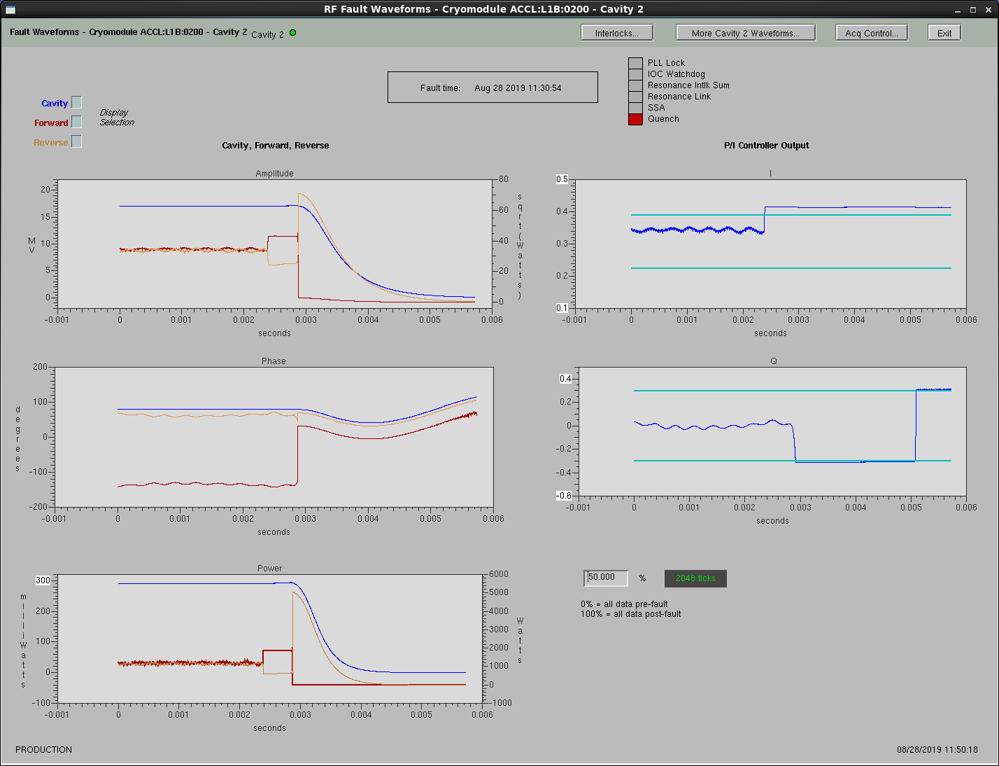 RF Fault Waveforms - Cryomodule ACCL:L1B:0200 - Cavity 2
Fault Waveforms - Cryomodule ACCL:L1B:0200 - Cavity 2 Cavity 2
Interlocks... More Cavity 2 Waveforms... Acq Control... Exit
Fault time: Aug 28 2019 11:30:54
PLL Lock
IOC Watchdog
Resonance Intlk Sum
Resonance Link
SSA
Quench
Cavity
Forward
Reverse
Display
Selection
Cavity, Forward, Reverse
P/I Controller Output
Amplitude
MV
20
15
10
5
0
80
60
40
20
0
sqrt(Watts)
-0.001 0 0.001 0.002 0.003 0.004 0.005 0.006
seconds
I
0.5
0.4
0.3
0.2
0.1
-0.001 0 0.001 0.002 0.003 0.004 0.005 0.006
seconds
Phase
degrees
200
100
0
-100
-200
-0.001 0 0.001 0.002 0.003 0.004 0.005 0.006
seconds
Q
0.4
0.2
0
-0.2
-0.4
-0.6
-0.001 0 0.001 0.002 0.003 0.004 0.005 0.006
seconds
Power
milliWatts
300
200
100
0
-100
6000
5000
4000
3000
2000
1000
0
-1000
Watts
-0.001 0 0.001 0.002 0.003 0.004 0.005 0.006
seconds
50.000 % 2048 ticks
0% = all data pre-fault
100% = all data post-fault
PRODUCTION
08/28/2019 11:50:18